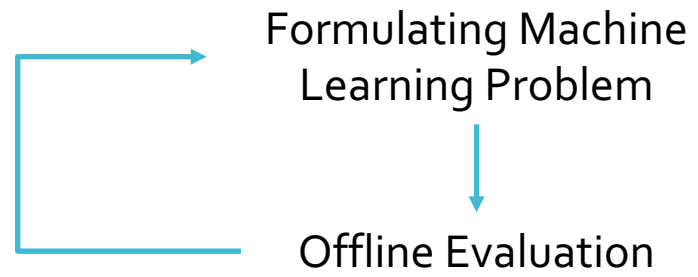 Formulating Machine
Learning Problem
Offline Evaluation